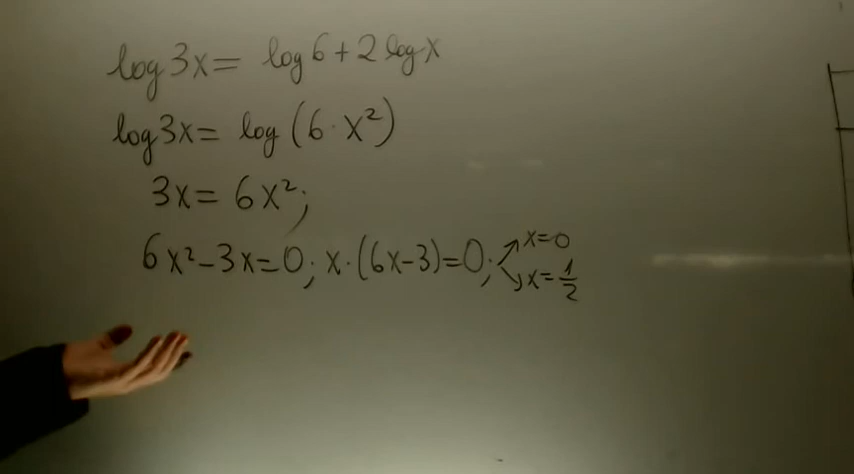 log 3x = log 6 + 2 log x
log 3x = log (6 · x²)
3x = 6x²;
6x² - 3x = 0; x · (6x - 3) = 0; ↗ x = 0
↘ x = 1/2